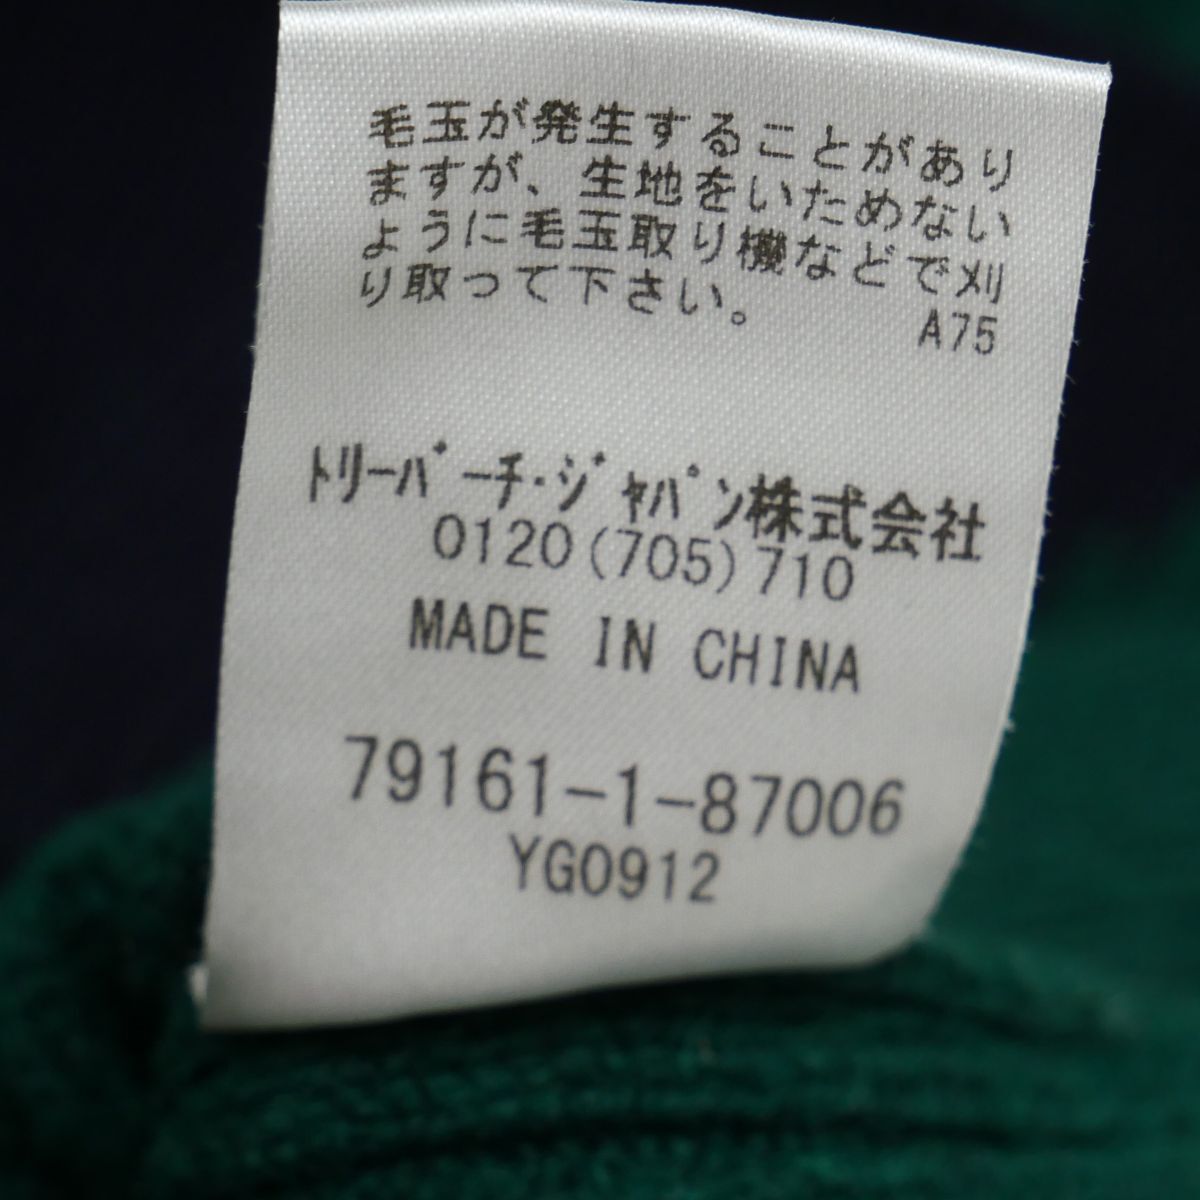 毛玉が発生することがあり
ますが、生地をいためない
ように毛玉取り機などで刈
り取って下さい。
A75
ﾄﾘｰﾊﾞｰﾁ･ｼﾞｬﾊﾟﾝ株式会社
0120(705)710
MADE IN CHINA
79161-1-87006
YG0912